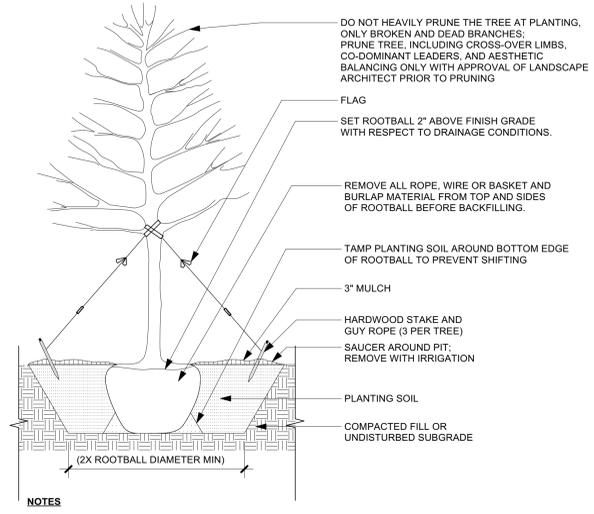 DO NOT HEAVILY PRUNE THE TREE AT PLANTING,
ONLY BROKEN AND DEAD BRANCHES;
PRUNE TREE, INCLUDING CROSS-OVER LIMBS,
CO-DOMINANT LEADERS, AND AESTHETIC
BALANCING ONLY WITH APPROVAL OF LANDSCAPE
ARCHITECT PRIOR TO PRUNING
FLAG
SET ROOTBALL 2" ABOVE FINISH GRADE
WITH RESPECT TO DRAINAGE CONDITIONS.
REMOVE ALL ROPE, WIRE OR BASKET AND
BURLAP MATERIAL FROM TOP AND SIDES
OF ROOTBALL BEFORE BACKFILLING.
TAMP PLANTING SOIL AROUND BOTTOM EDGE
OF ROOTBALL TO PREVENT SHIFTING
3" MULCH
HARDWOOD STAKE AND
GUY ROPE (3 PER TREE)
SAUCER AROUND PIT;
REMOVE WITH IRRIGATION
PLANTING SOIL
COMPACTED FILL OR
UNDISTURBED SUBGRADE
(2X ROOTBALL DIAMETER MIN)
NOTES